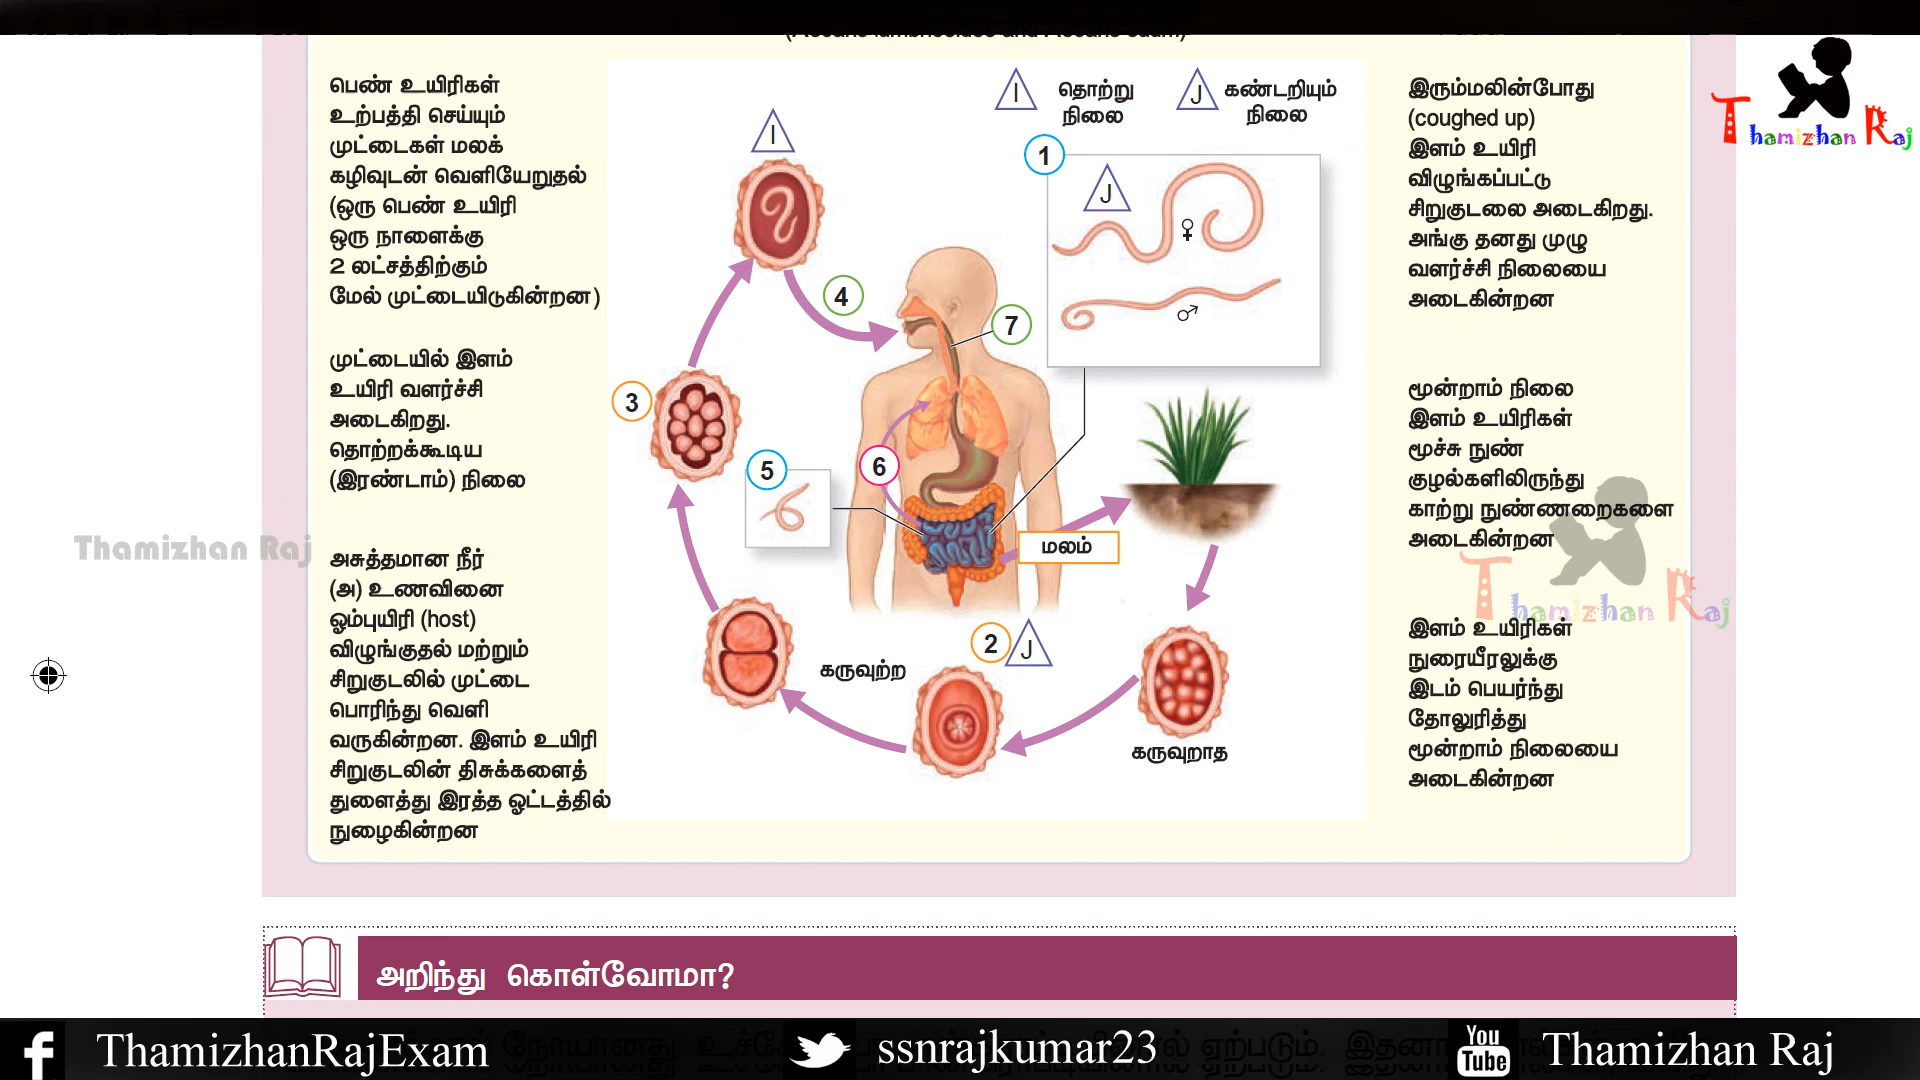 பெண் உயிரிகள்
உற்பத்தி செய்யும்
முட்டைகள் மலக்
கழிவுடன் வெளியேறுதல்
(ஒரு பெண் உயிரி
ஒரு நாளைக்கு
2 லட்சத்திற்கும்
மேல் முட்டையிடுகின்றன)
முட்டையில் இளம்
உயிரி வளர்ச்சி
அடைகிறது.
தொற்றக்கூடிய
(இரண்டாம்) நிலை
அசுத்தமான நீர்
(அ) உணவினை
ஓம்புயிரி (host)
விழுங்குதல் மற்றும்
சிறுகுடலில் முட்டை
பொரிந்து வெளி
வருகின்றன. இளம் உயிரி
சிறுகுடலின் திசுக்களைத்
துளைத்து இரத்த ஓட்டத்தில்
நுழைகின்றன
I
தொற்று
நிலை
J
கண்டறியும்
நிலை
I
1
J
♀
♂
4
7
3
5
6
மலம்
2
J
கருவுற்ற
கருவுறாத
இருமலின்போது
(coughed up)
இளம் உயிரி
விழுங்கப்பட்டு
சிறுகுடலை அடைகிறது.
அங்கு தனது முழு
வளர்ச்சி நிலையை
அடைகின்றன
மூன்றாம் நிலை
இளம் உயிரிகள்
மூச்சு நுண்
குழல்களிலிருந்து
காற்று நுண்ணறைகளை
அடைகின்றன
இளம் உயிரிகள்
நுரையீரலுக்கு
இடம் பெயர்ந்து
தோலுரித்து
மூன்றாம் நிலையை
அடைகின்றன
Thamizhan Raj
Thamizhan Raj
Thamizhan Raj
அறிந்து கொள்வோமா?
ThamizhanRajExam
ssnrajkumar23
You
Tube
Thamizhan Raj